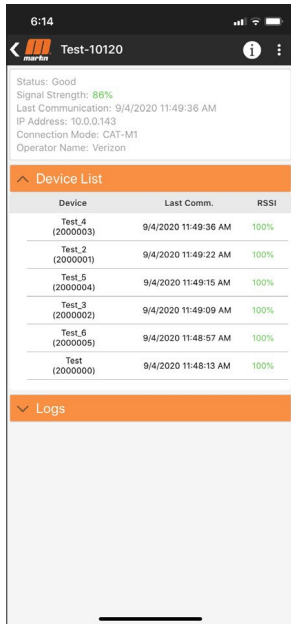 6:14
martin
Test-10120
i
Status: Good
Signal Strength: 86%
Last Communication: 9/4/2020 11:49:36 AM
IP Address: 10.0.0.143
Connection Mode: CAT-M1
Operator Name: Verizon
Device List
Device Last Comm. RSSI
Test_4
(2000003) 9/4/2020 11:49:36 AM 100%
Test_2
(2000001) 9/4/2020 11:49:22 AM 100%
Test_5
(2000004) 9/4/2020 11:49:15 AM 100%
Test_3
(2000002) 9/4/2020 11:49:09 AM 100%
Test_6
(2000005) 9/4/2020 11:48:57 AM 100%
Test
(2000000) 9/4/2020 11:48:13 AM 100%
Logs